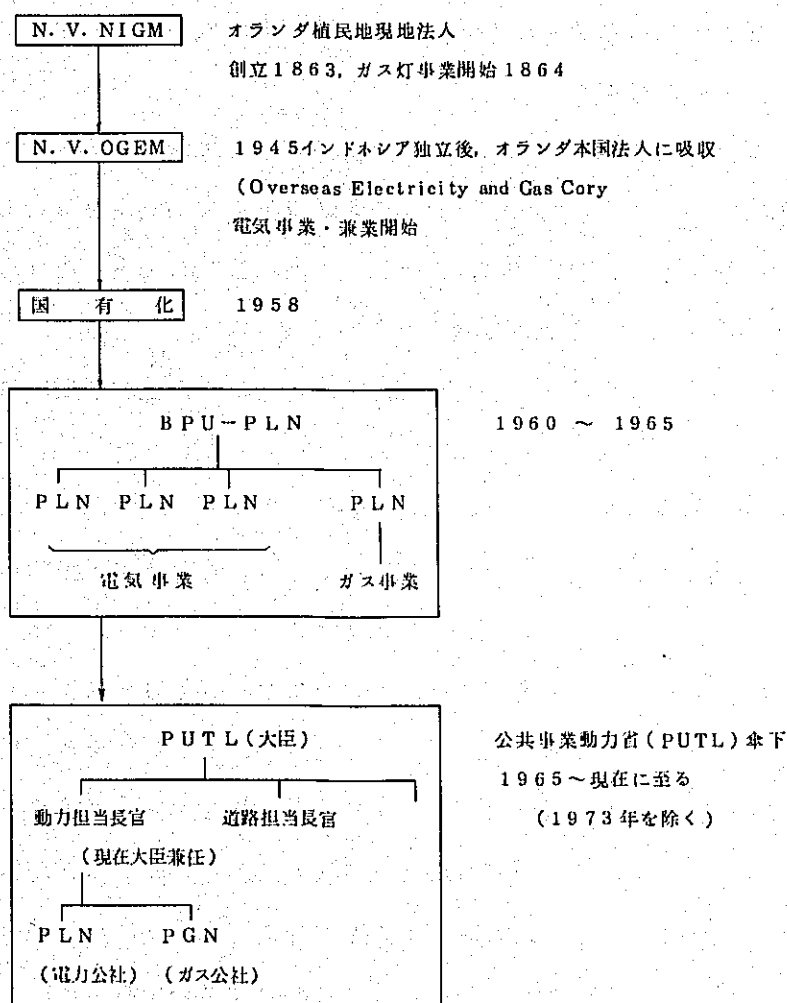 N. V. NIGM オランダ植民地現地法人
創立1863, ガス灯事業開始1864
N. V. OGEM 1945インドネシア独立後, オランダ本国法人に吸収
(Overseas Electricity and Gas Cory
電気事業・兼業開始
国有化 1958
BPU-PLN 1960 ~ 1965
PLN PLN PLN PLN
電気事業 ガス事業
PUTL(大臣) 公共事業動力省(PUTL)傘下
1965~現在に至る
動力担当長官 道路担当長官 (1973年を除く)
(現在大臣兼任)
PLN PGN
(電力公社) (ガス公社)